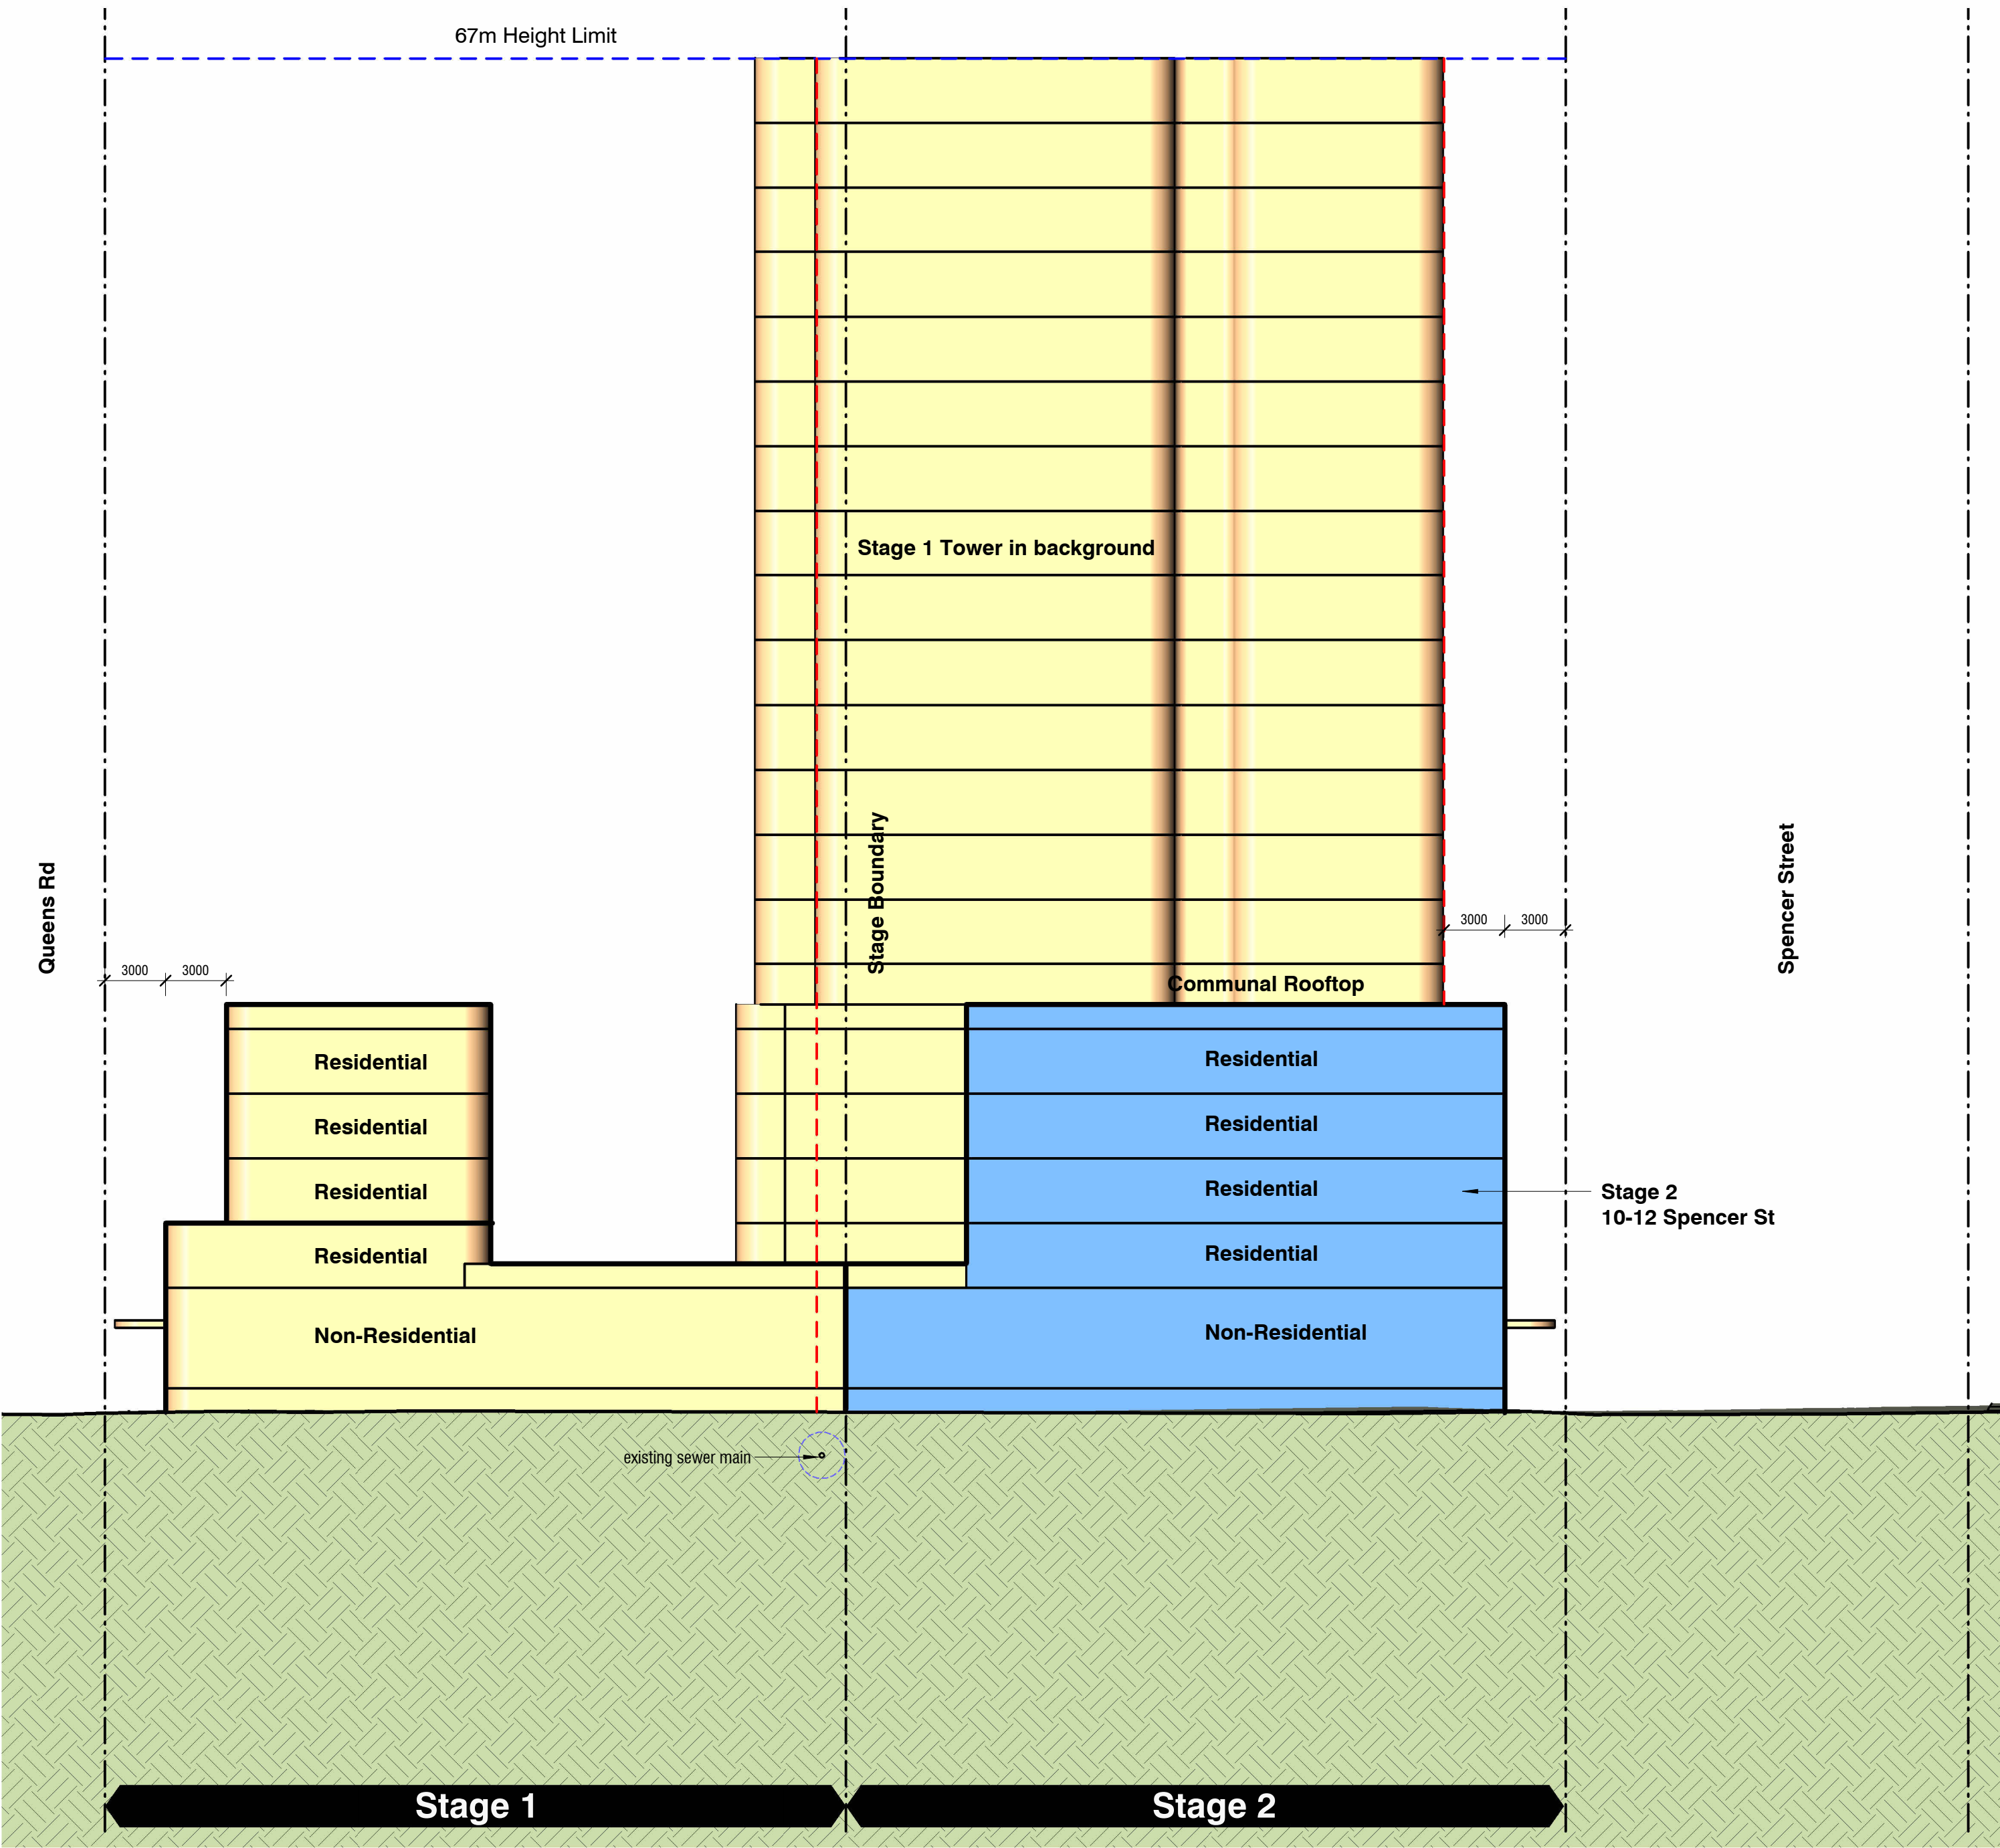 67m Height Limit
Stage 1 Tower in background
Stage Boundary
Queens Rd
Spencer Street
3000
3000
3000
3000
Communal Rooftop
Residential
Residential
Residential
Residential
Residential
Residential
Residential
Residential
Stage 2
10-12 Spencer St
Non-Residential
Non-Residential
existing sewer main
Stage 1
Stage 2